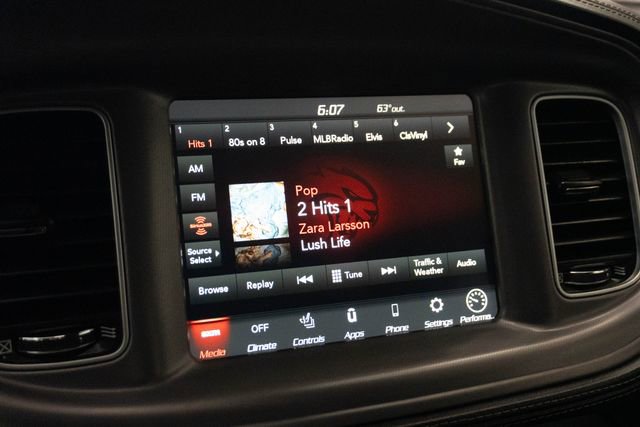 6:07 63°out.
1 2 3 4 5 6
Hits 1 80s on 8 Pulse MLBRadio Elvis ClsVinyl
AM
Fav
FM
Pop
2 Hits 1
Zara Larsson
Lush Life
Source
Select
Browse Replay Tune Traffic &
Weather Audio
OFF
Media Climate Controls Apps Phone Settings Performa..